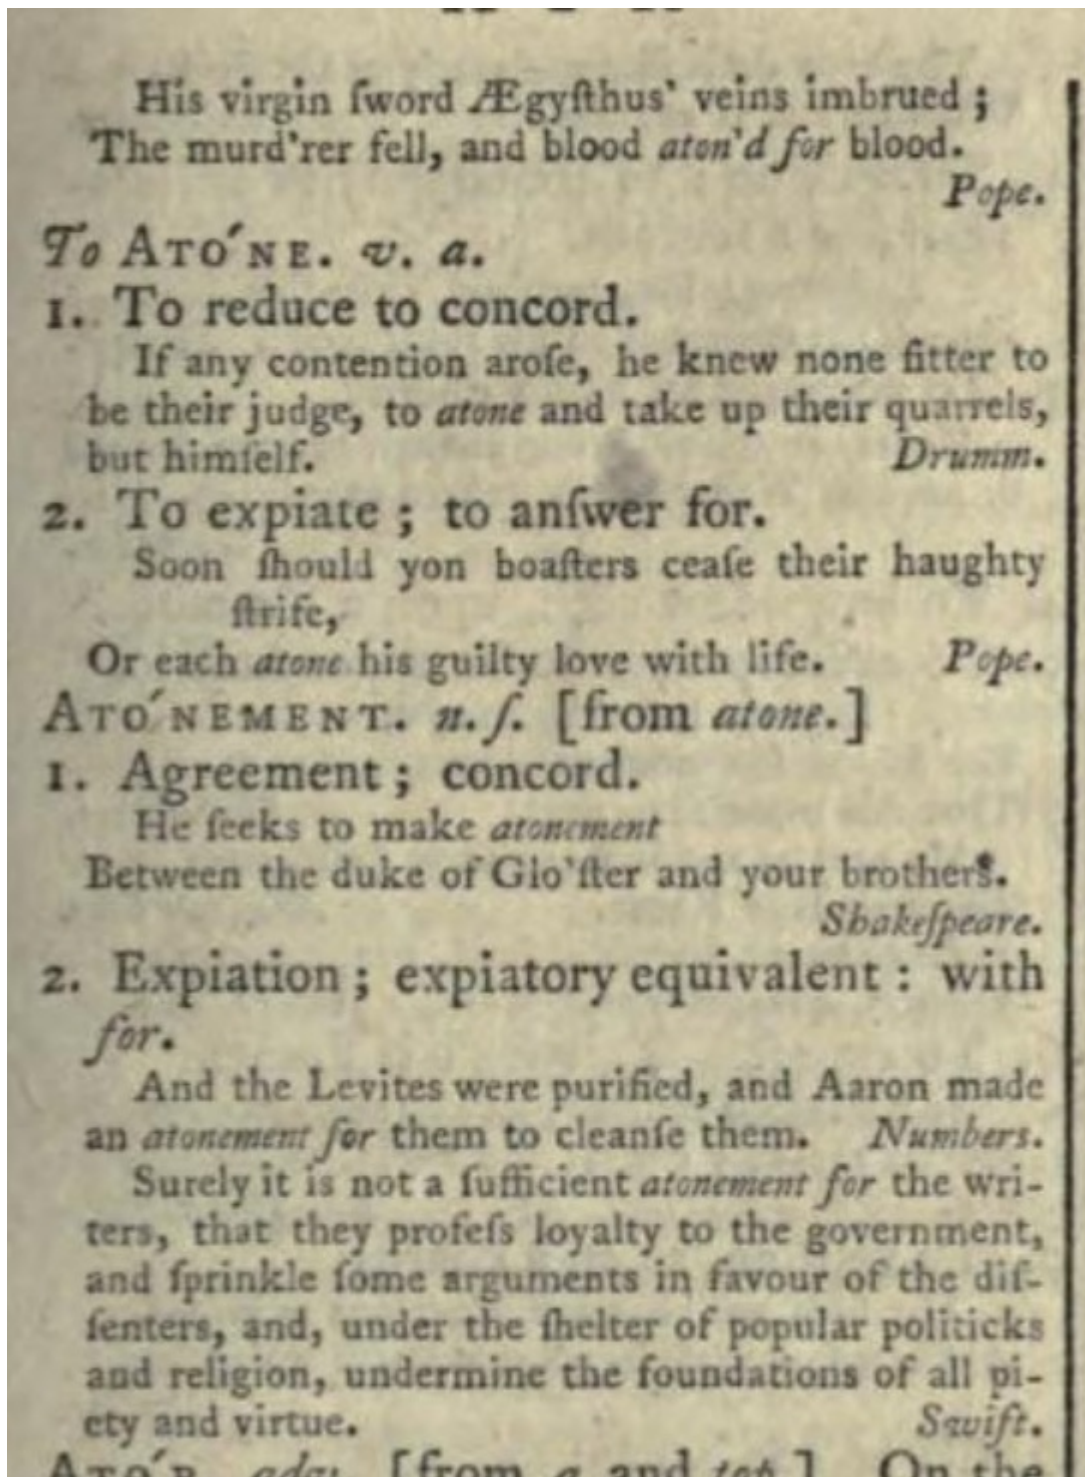 His virgin ſword Ægyſthus' veins imbrued ;
The murd'rer fell, and blood aton'd for blood.
Pope.
To ATO'NE. v. a.
1. To reduce to concord.
If any contention aroſe, he knew none fitter to
be their judge, to atone and take up their quarrels,
but himſelf. Drumm.
2. To expiate ; to anſwer for.
Soon ſhould yon boaſters ceaſe their haughty
ſtrife,
Or each atone his guilty love with life. Pope.
ATO'NEMENT. n. ſ. [from atone.]
1. Agreement ; concord.
He ſeeks to make atonement
Between the duke of Glo'ſter and your brothers.
Shakeſpeare.
2. Expiation ; expiatory equivalent : with
for.
And the Levites were purified, and Aaron made
an atonement for them to cleanſe them. Numbers.
Surely it is not a ſufficient atonement for the wri-
ters, that they profeſs loyalty to the government,
and ſprinkle ſome arguments in favour of the diſ-
ſenters, and, under the ſhelter of popular politicks
and religion, undermine the foundations of all pi-
ety and virtue. Swift.
ATO'P. adv. [from a and top.] On the